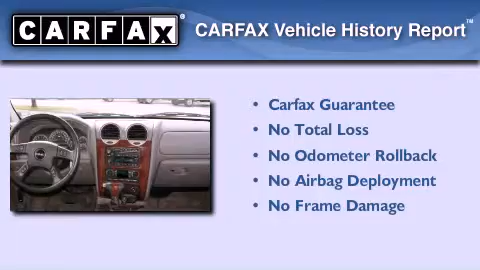 CARFAX® CARFAX Vehicle History Report™
• Carfax Guarantee
• No Total Loss
• No Odometer Rollback
• No Airbag Deployment
• No Frame Damage